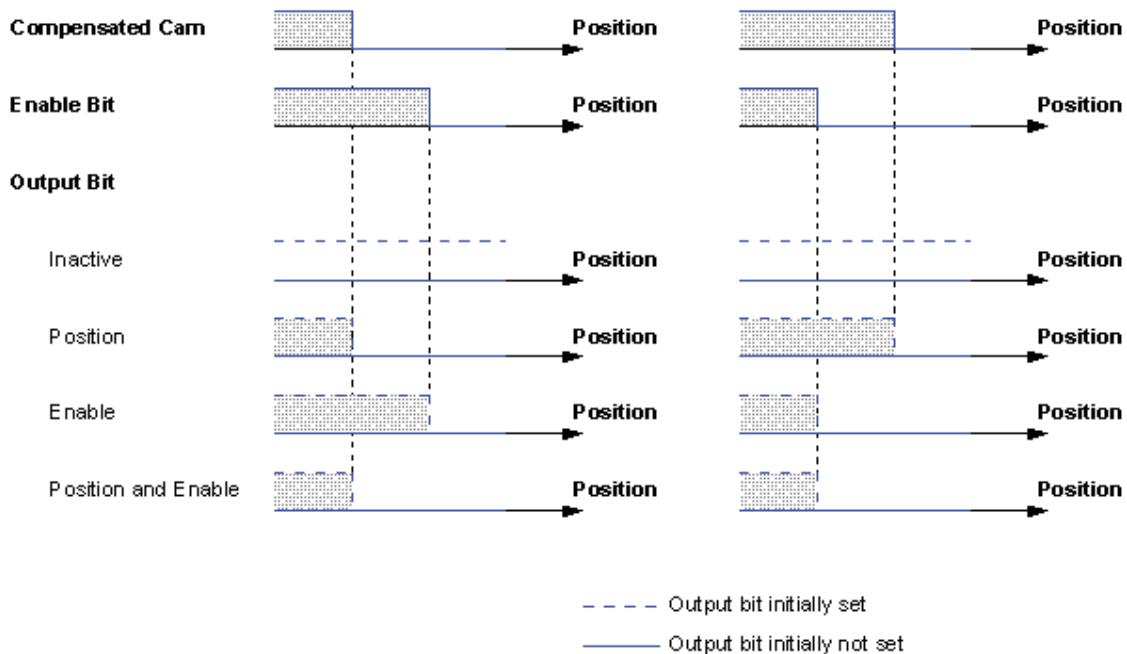 Compensated Cam Position Position
Enable Bit Position Position
Output Bit
Inactive Position Position
Position Position Position
Enable Position Position
Position and Enable Position Position
Output bit initially set
Output bit initially not set